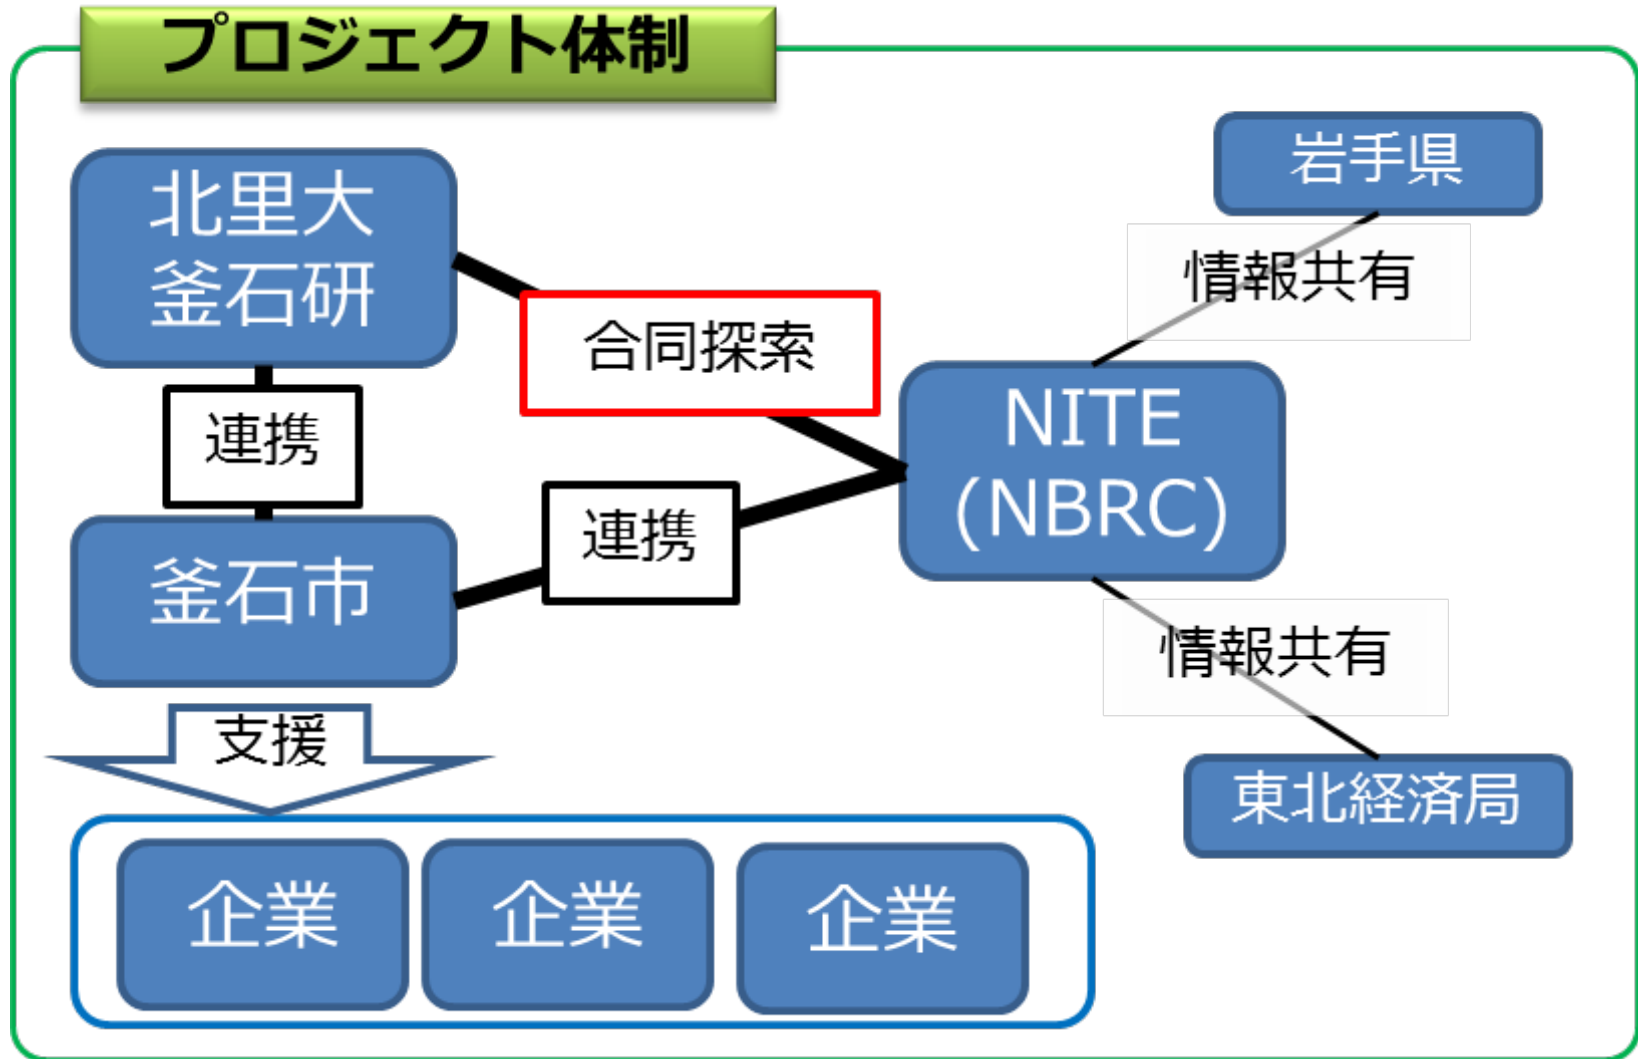 プロジェクト体制
北里大
釜石研
岩手県
情報共有
合同探索
連携
NITE
(NBRC)
連携
釜石市
情報共有
支援
東北経済局
企業
企業
企業